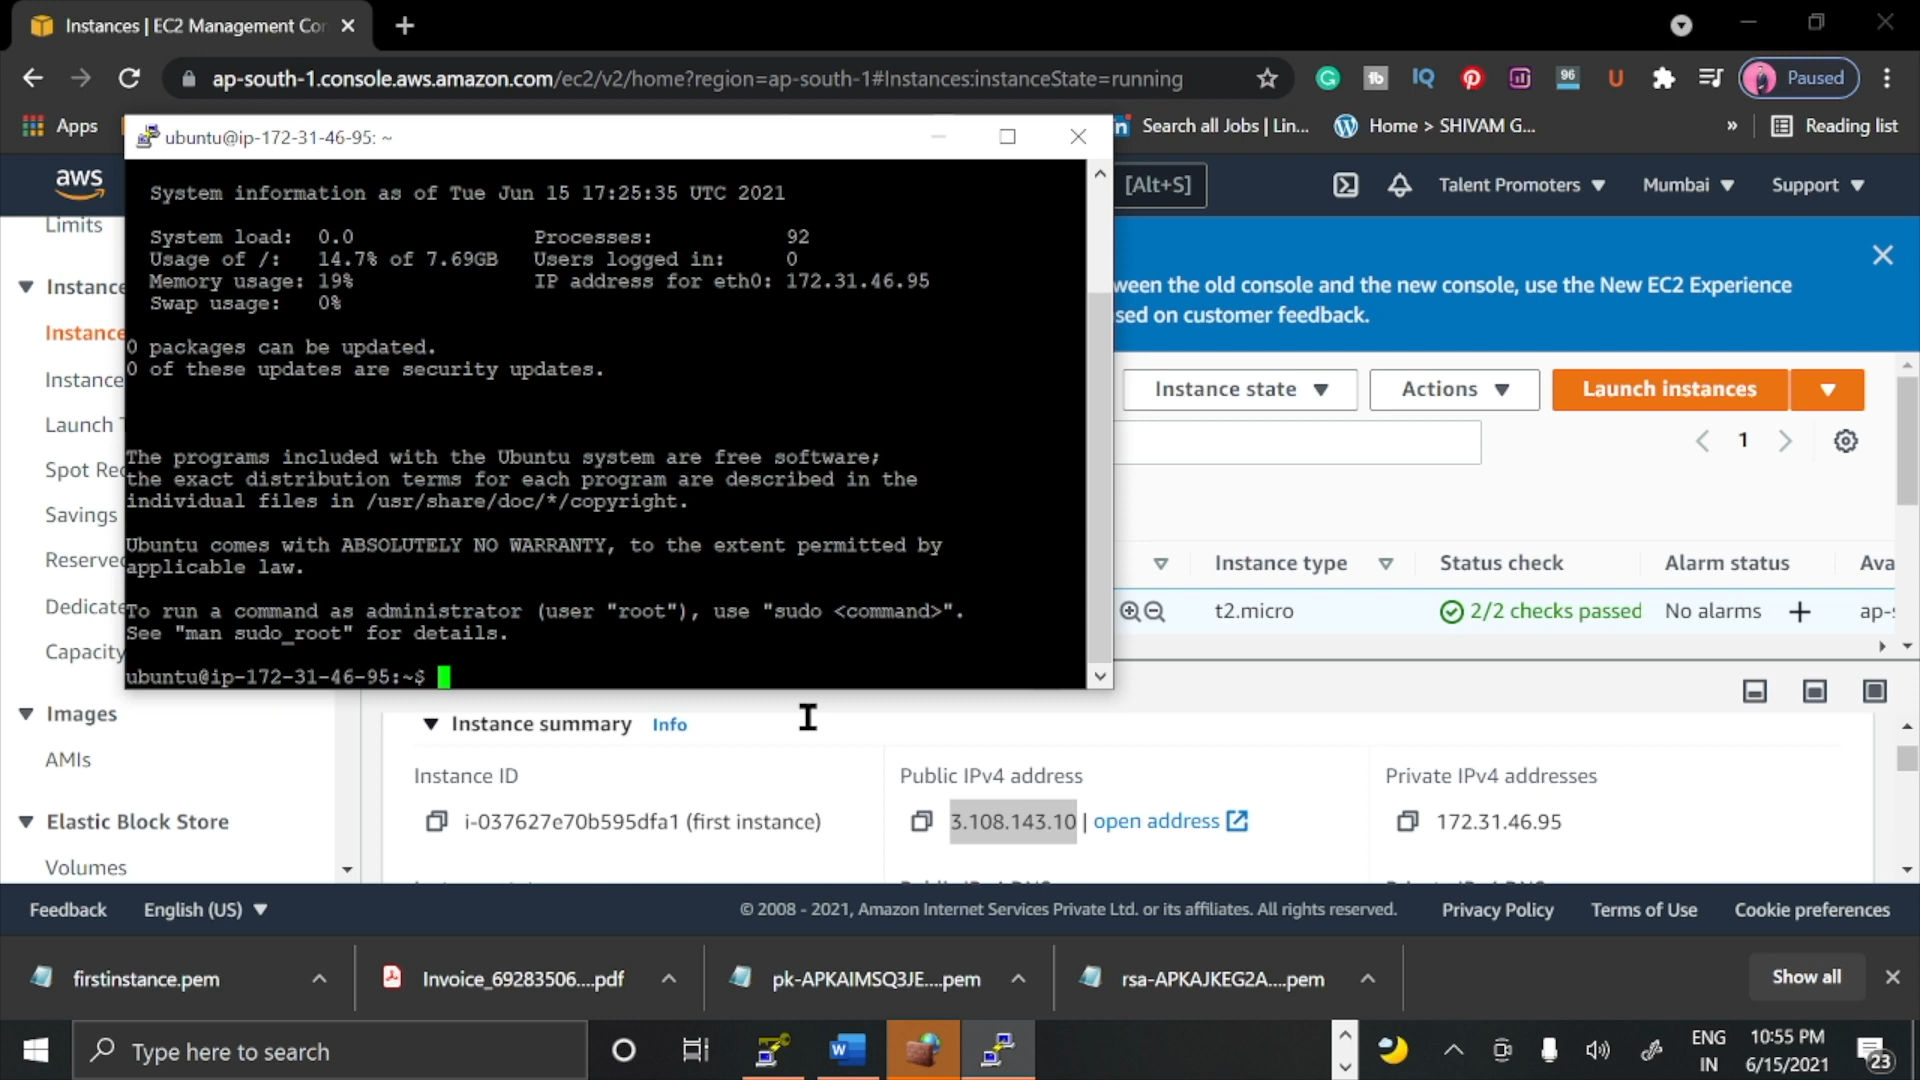 Instances | EC2 Management Cor
ap-south-1.console.aws.amazon.com/ec2/v2/home?region=ap-south-1#Instances:instanceState=running
96
Paused
Apps
Search all Jobs | Lin...
Home > SHIVAM G...
»
Reading list
ubuntu@ip-172-31-46-95: ~
aws
[Alt+S]
Talent Promoters
Mumbai
Support
System information as of Tue Jun 15 17:25:35 UTC 2021
System load: 0.0 Processes: 92
Usage of /: 14.7% of 7.69GB Users logged in: 0
Memory usage: 19% IP address for eth0: 172.31.46.95
Swap usage: 0%
0 packages can be updated.
0 of these updates are security updates.
The programs included with the Ubuntu system are free software;
the exact distribution terms for each program are described in the
individual files in /usr/share/doc/*/copyright.
Ubuntu comes with ABSOLUTELY NO WARRANTY, to the extent permitted by
applicable law.
To run a command as administrator (user "root"), use "sudo <command>".
See "man sudo_root" for details.
ubuntu@ip-172-31-46-95:~$
Limits
Instance
Instance
Instance
Launch T
Spot Rec
Savings
Reserved
Dedicate
Capacity
Images
AMIs
Elastic Block Store
Volumes
ween the old console and the new console, use the New EC2 Experience
sed on customer feedback.
Instance state
Actions
Launch instances
1
Instance type
Status check
Alarm status
Ava
t2.micro
2/2 checks passed
No alarms
ap-s
Instance summary Info
Instance ID
Public IPv4 address
Private IPv4 addresses
i-037627e70b595dfa1 (first instance)
3.108.143.10 | open address
172.31.46.95
Feedback
English (US)
© 2008 - 2021, Amazon Internet Services Private Ltd. or its affiliates. All rights reserved.
Privacy Policy
Terms of Use
Cookie preferences
firstinstance.pem
Invoice_69283506....pdf
pk-APKAIMSQ3JE....pem
rsa-APKAJKEG2A....pem
Show all
Type here to search
ENG
IN
10:55 PM
6/15/2021
23